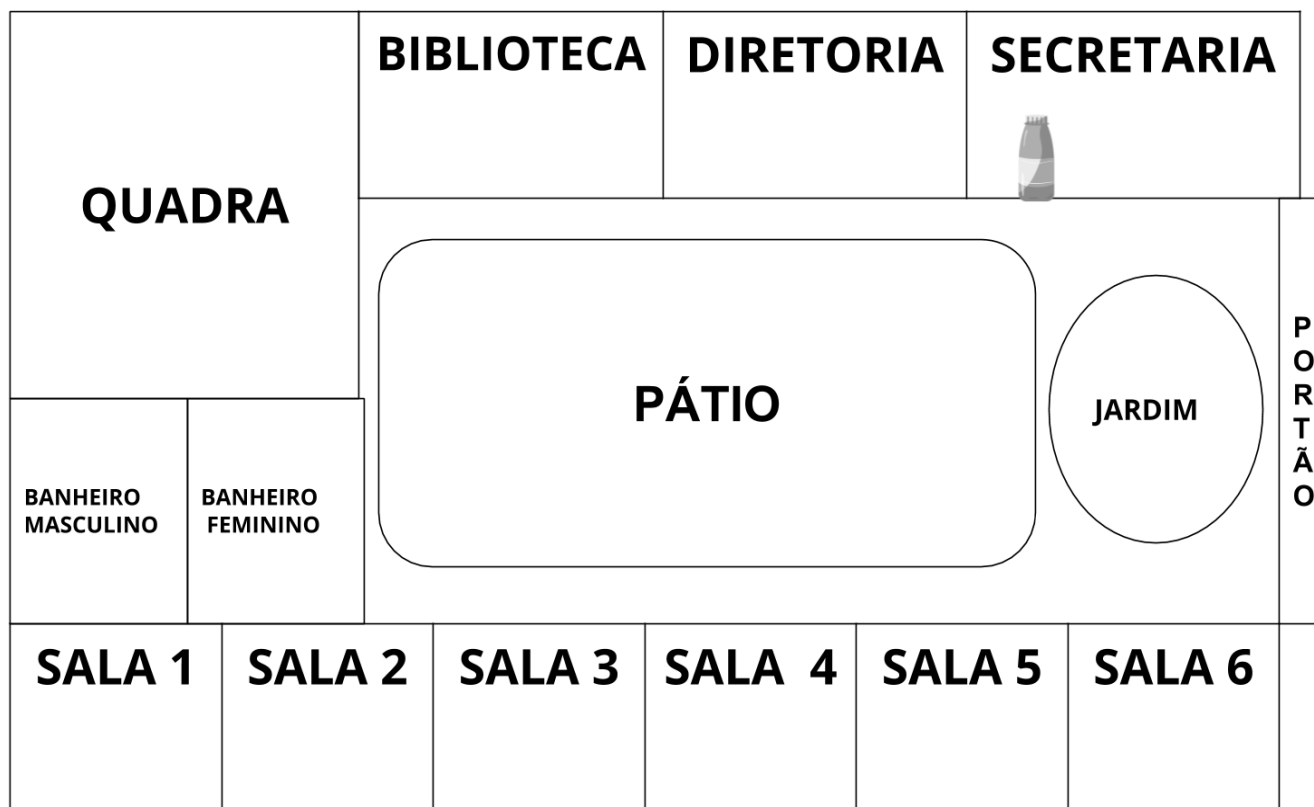 BIBLIOTECA
DIRETORIA
SECRETARIA
QUADRA
PÁTIO
JARDIM
P
O
R
T
Ã
O
BANHEIRO
MASCULINO
BANHEIRO
FEMININO
SALA 1
SALA 2
SALA 3
SALA  4
SALA 5
SALA 6